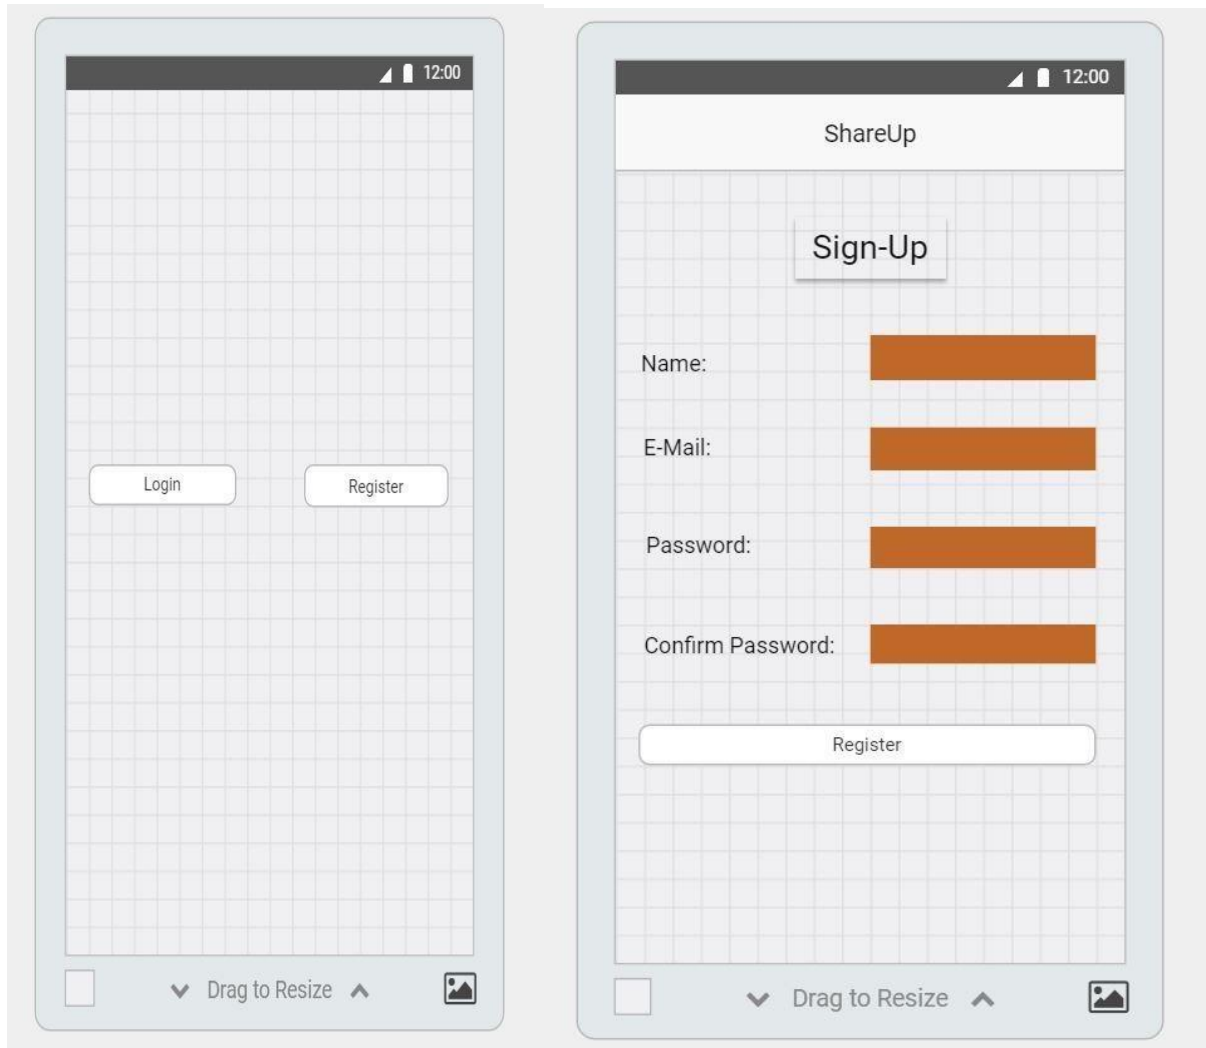 12:00
Login
Register
Drag to Resize
12:00
ShareUp
Sign-Up
Name:
E-Mail:
Password:
Confirm Password:
Register
Drag to Resize